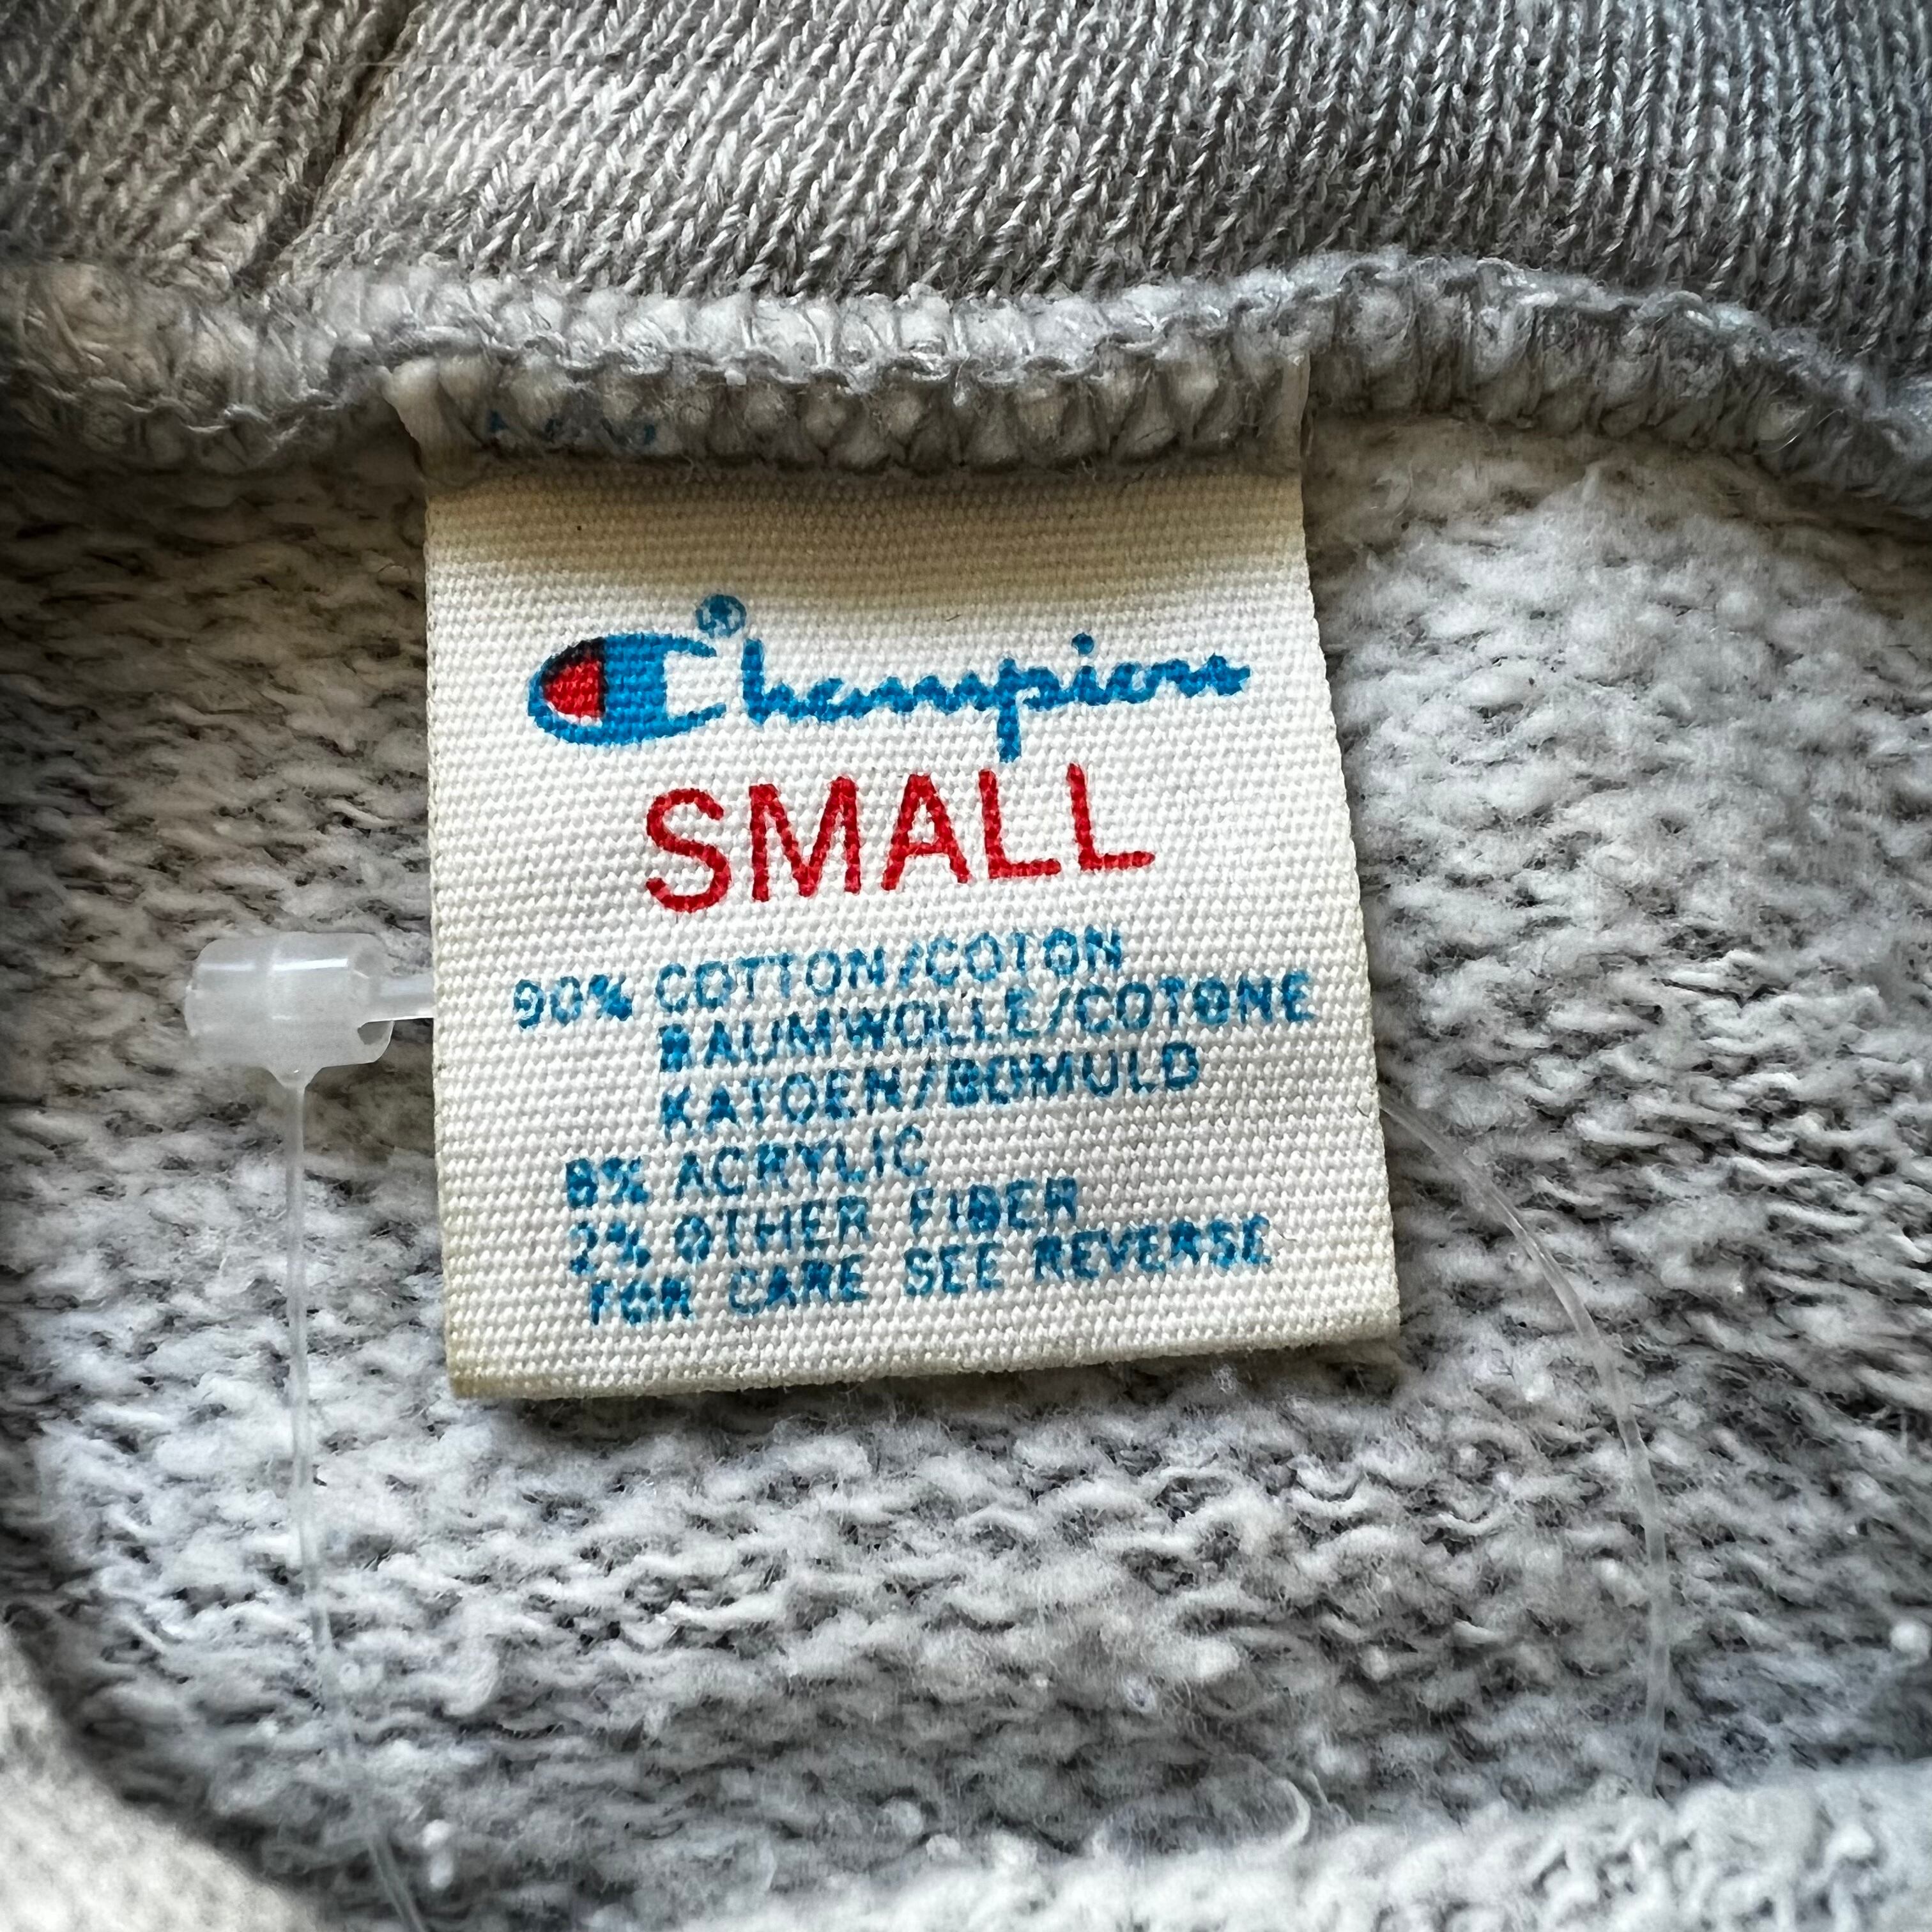 Champion®
SMALL
90% COTTON/COTON
BAUMWOLLE/COTONE
KATOEN/BOMULD
8% ACRYLIC
2% OTHER FIBER
FOR CARE SEE REVERSE